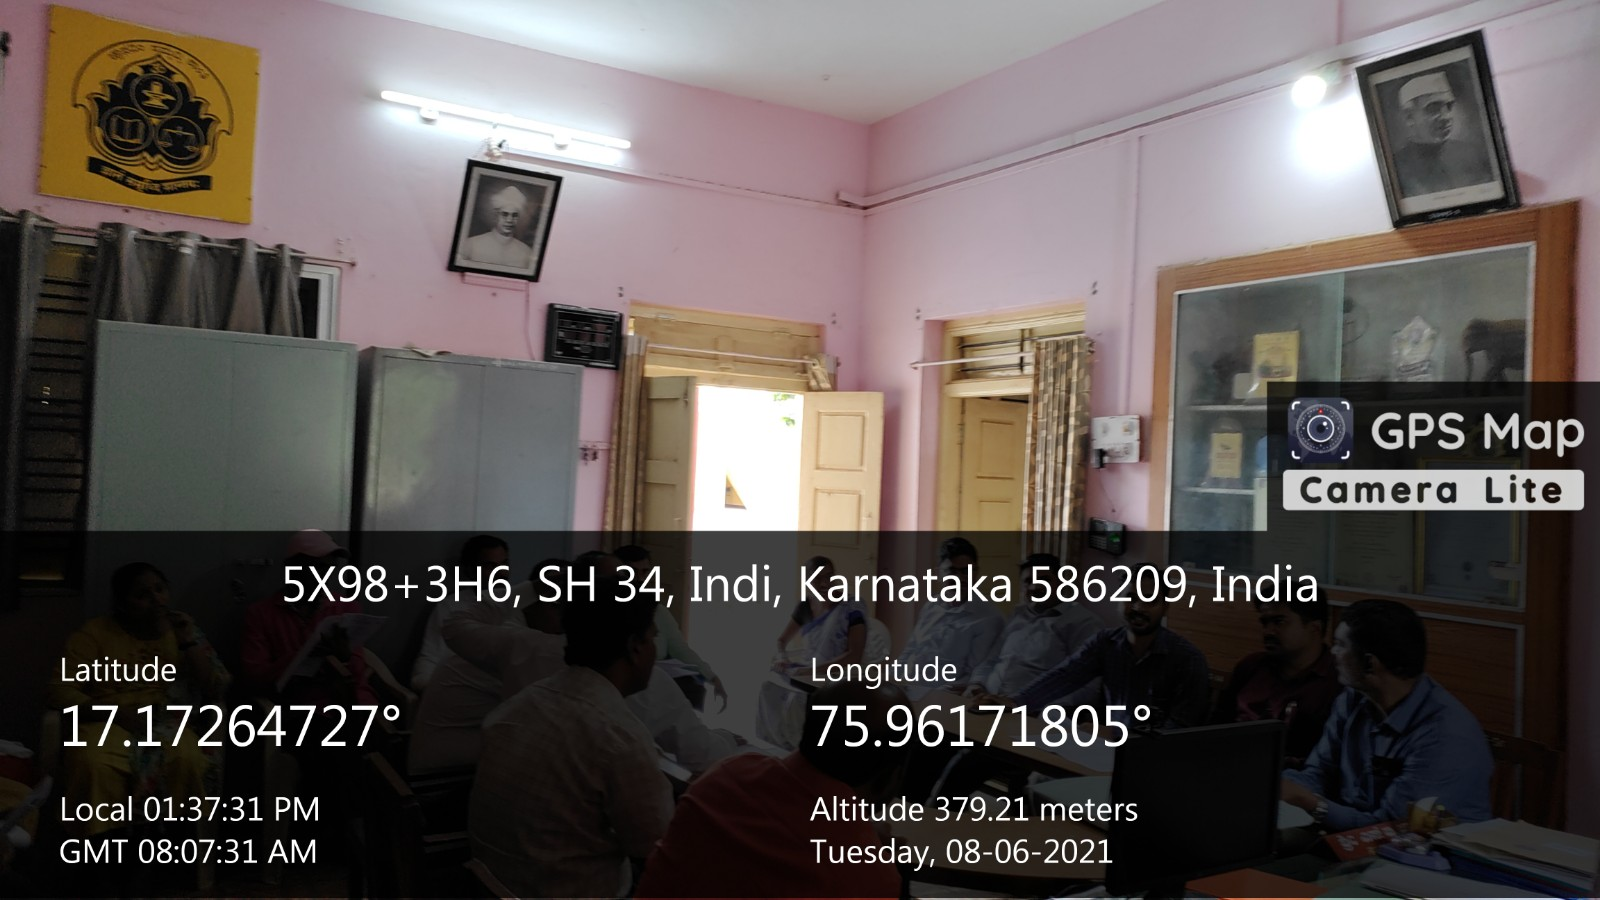 GPS Map
Camera Lite
5X98+3H6, SH 34, Indi, Karnataka 586209, India
Latitude
17.17264727°
Longitude
75.96171805°
Local 01:37:31 PM
GMT 08:07:31 AM
Altitude 379.21 meters
Tuesday, 08-06-2021